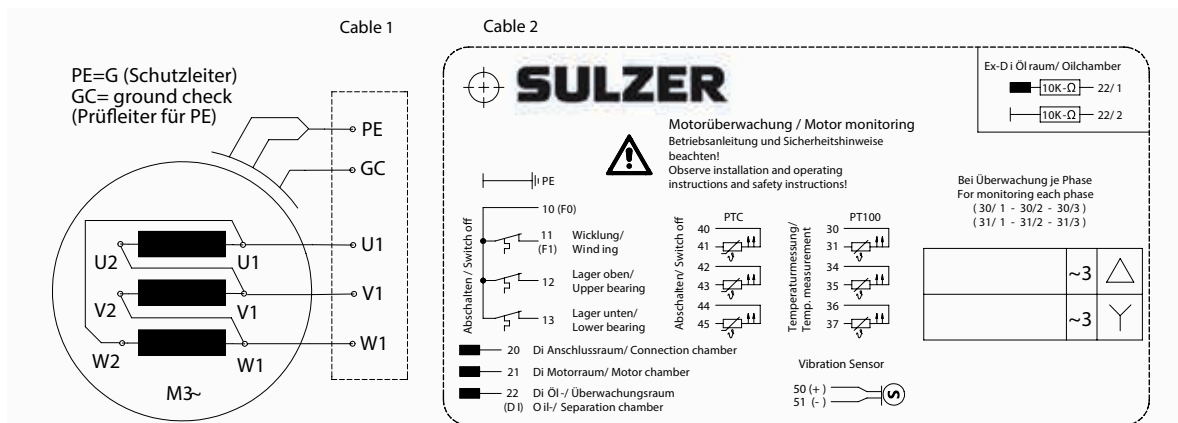 Cable 1
Cable 2
PE=G (Schutzleiter)
GC= ground check
(Prüfleiter für PE)
PE
GC
U2
U1
U1
V2
V1
V1
W2
W1
W1
M3~
SULZER
Ex-D i Öl raum/ Oilchamber
10K-Ω 22/ 1
10K-Ω 22/ 2
Motorüberwachung / Motor monitoring
Betriebsanleitung und Sicherheitshinweise
beachten!
Observe installation and operating
instructions and safety instructions!
PE
Abschalten / Switch off
10 (F0)
11 Wicklung/
(F1) Wind ing
12 Lager oben/
Upper bearing
13 Lager unten/
Lower bearing
20 Di Anschlussraum/ Connection chamber
21 Di Motorraum/ Motor chamber
22 Di Öl -/ Überwachungsraum
(D I) O il-/ Separation chamber
Abschalten/ Switch off
PTC
40
41
42
43
44
45
Temperaturmessung/
Temp. measurement
PT100
30
31
34
35
36
37
Vibration Sensor
50 (+ )
51 (- )
S
Bei Überwachung je Phase
For monitoring each phase
( 30/ 1 - 30/2 - 30/3 )
( 31/ 1 - 31/2 - 31/3 )
~3
~3